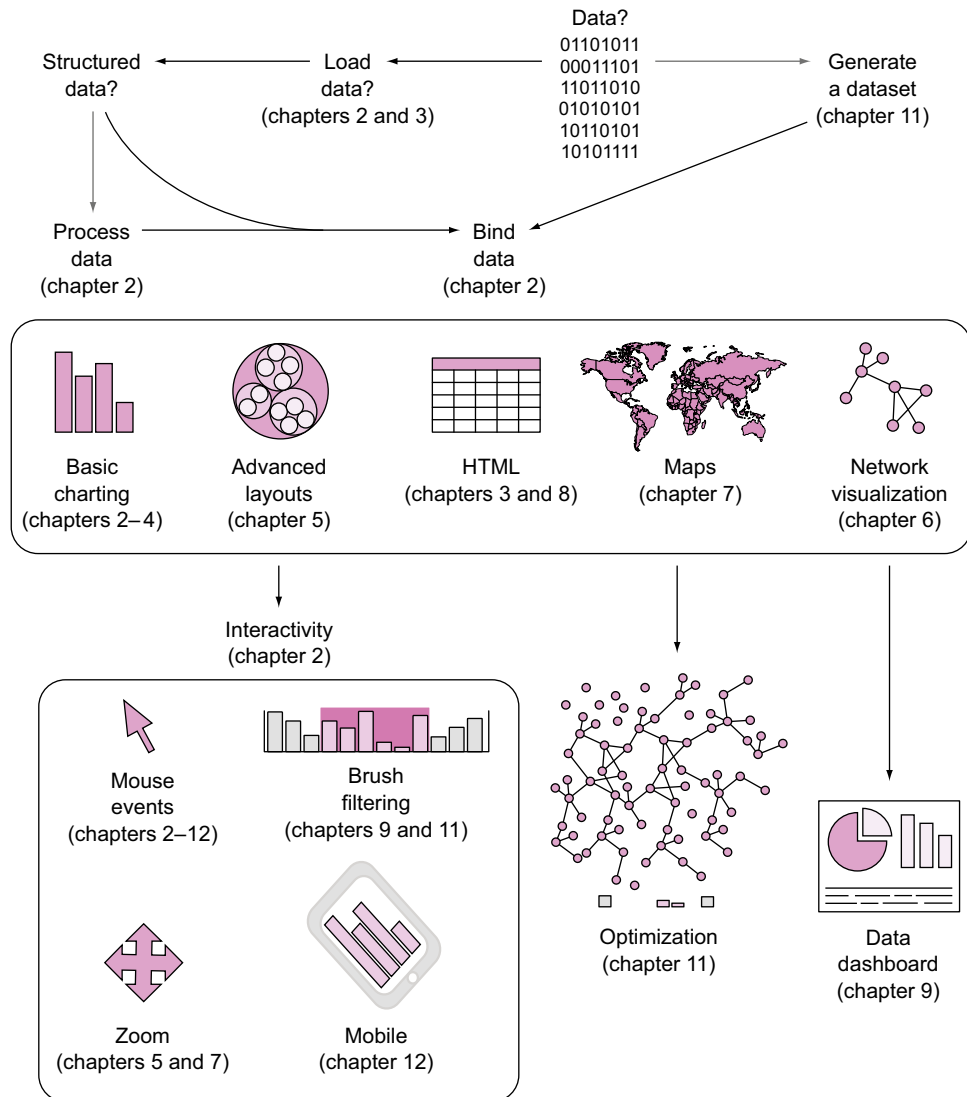 Data?
01101011
00011101
11011010
01010101
10110101
10101111
Structured
data?
Load
data?
(chapters 2 and 3)
Generate
a dataset
(chapter 11)
Process
data
(chapter 2)
Bind
data
(chapter 2)
Basic
charting
(chapters 2–4)
Advanced
layouts
(chapter 5)
HTML
(chapters 3 and 8)
Maps
(chapter 7)
Network
visualization
(chapter 6)
Interactivity
(chapter 2)
Mouse
events
(chapters 2–12)
Brush
filtering
(chapters 9 and 11)
Zoom
(chapters 5 and 7)
Mobile
(chapter 12)
Optimization
(chapter 11)
Data
dashboard
(chapter 9)